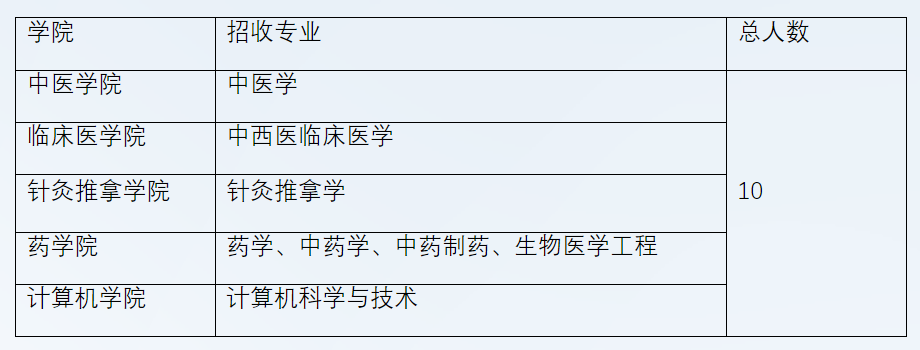 学院 招收专业 总人数
中医学院 中医学
临床医学院 中西医临床医学
针灸推拿学院 针灸推拿学 10
药学院 药学、中药学、中药制药、生物医学工程
计算机学院 计算机科学与技术